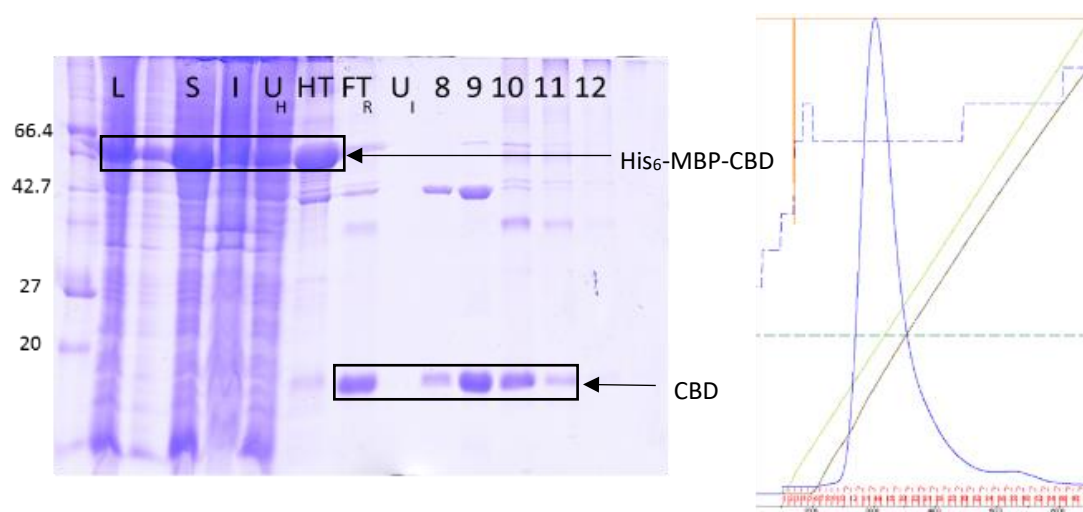 L S I U HT FT U 8 9 10 11 12
H R I
66.4
42.7
27
20
His₆-MBP-CBD
CBD